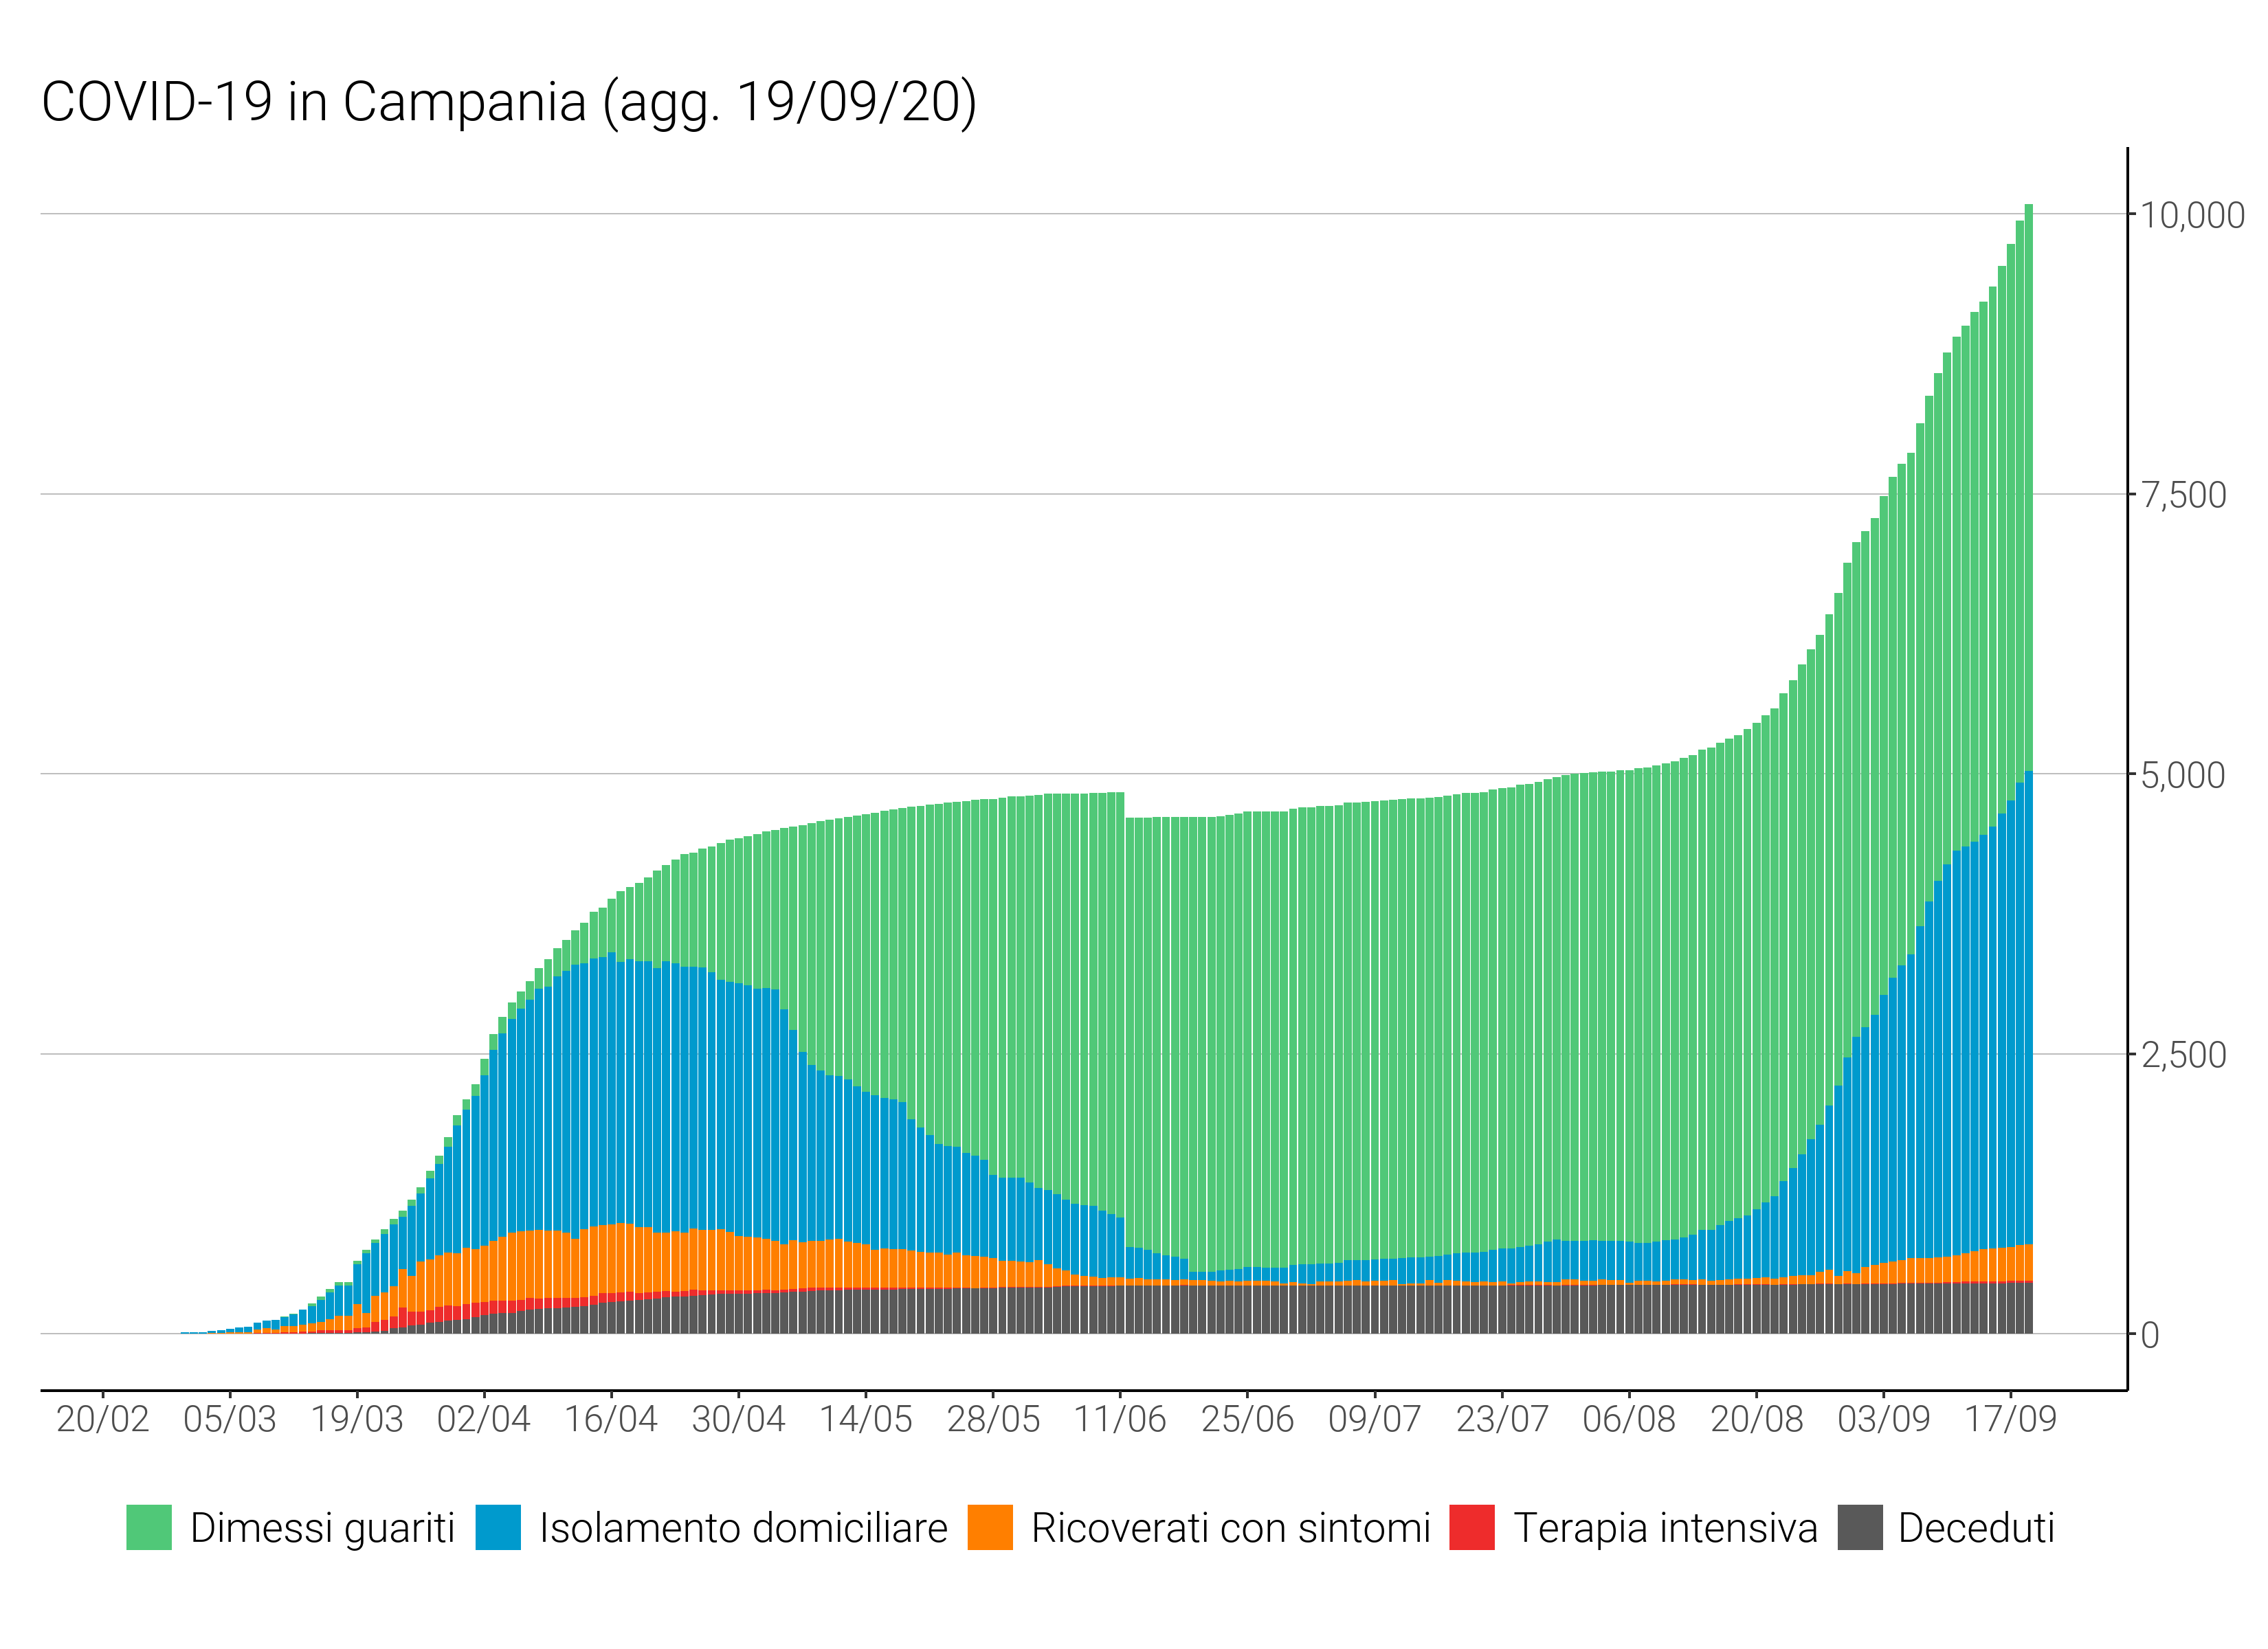 COVID-19 in Campania (agg. 19/09/20)
10,000
7,500
5,000
2,500
0
20/02 05/03 19/03 02/04 16/04 30/04 14/05 28/05 11/06 25/06 09/07 23/07 06/08 20/08 03/09 17/09
Dimessi guariti Isolamento domiciliare Ricoverati con sintomi Terapia intensiva Deceduti